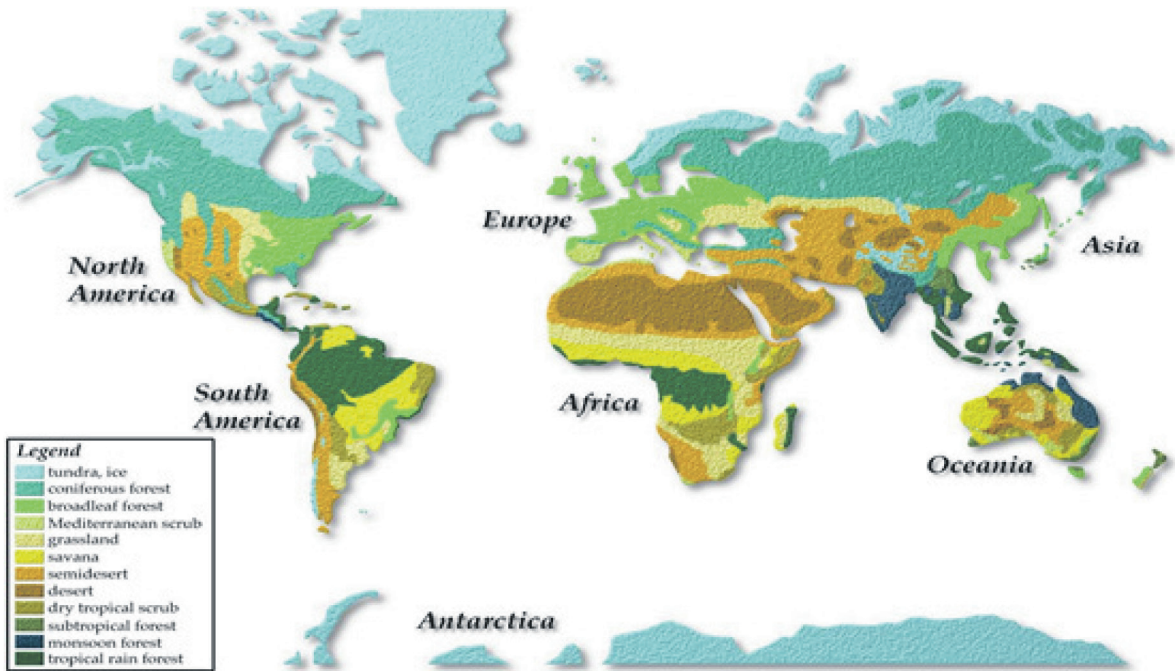 Europe
Asia
North
America
South
America
Africa
Oceania
Antarctica
Legend
tundra, ice
coniferous forest
broadleaf forest
Mediterranean scrub
grassland
savana
semidesert
desert
dry tropical scrub
subtropical forest
monsoon forest
tropical rain forest